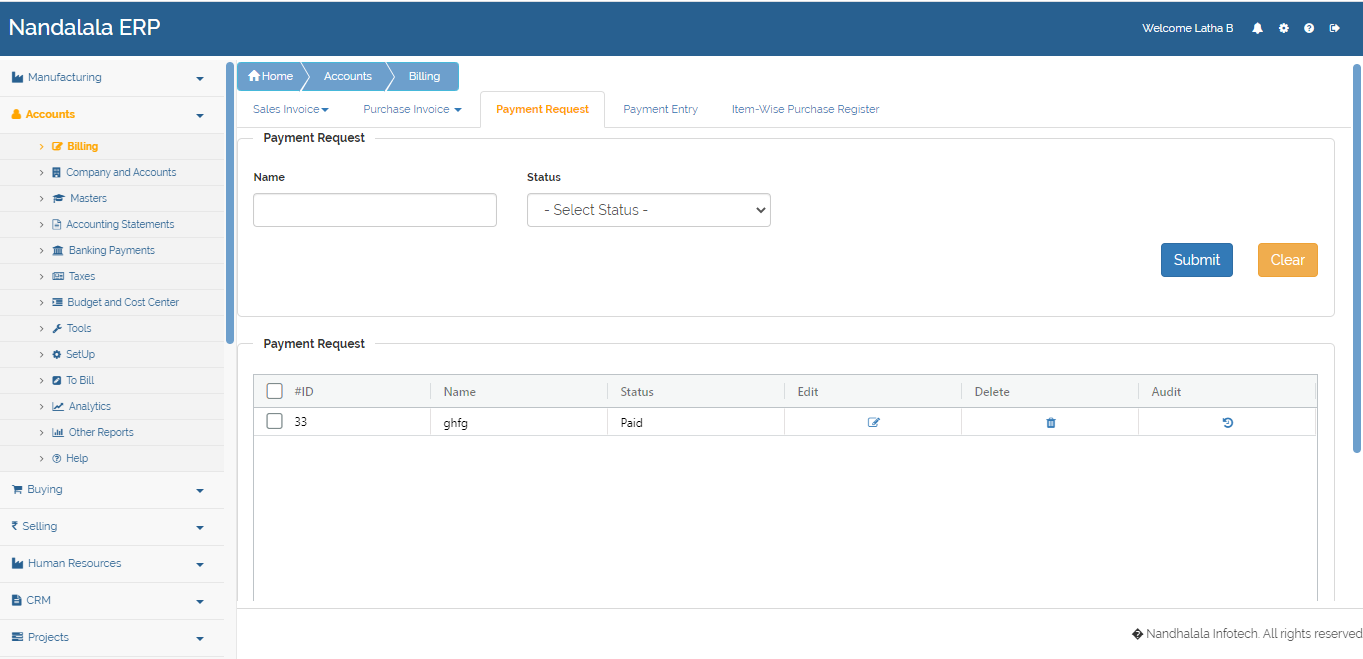 Nandalala ERP
Welcome Latha B
Manufacturing
Accounts
Billing
Company and Accounts
Masters
Accounting Statements
Banking Payments
Taxes
Budget and Cost Center
Tools
SetUp
To Bill
Analytics
Other Reports
Help
Buying
Selling
Human Resources
CRM
Projects
Home Accounts Billing
Sales Invoice Purchase Invoice Payment Request Payment Entry Item-Wise Purchase Register
Payment Request
Name Status
- Select Status -
Submit Clear
Payment Request
#ID Name Status Edit Delete Audit
33 ghfg Paid
� Nandhalala Infotech. All rights reserved